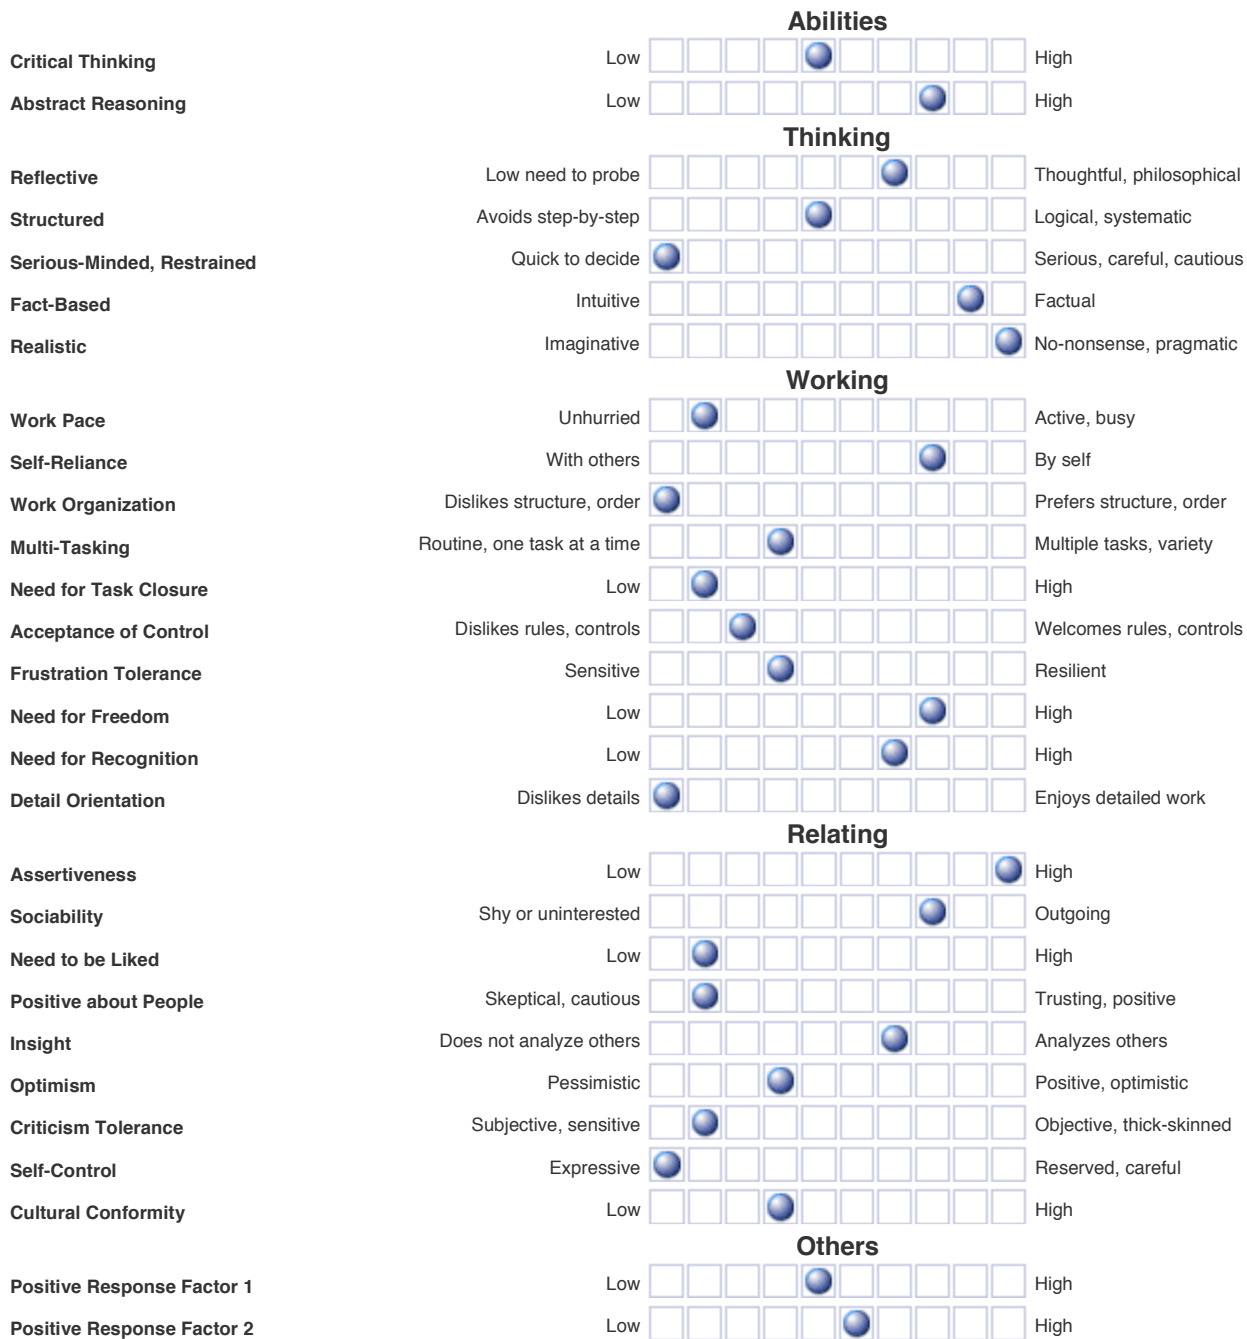 Abilities
Critical Thinking Low High
Abstract Reasoning Low High
Thinking
Reflective Low need to probe Thoughtful, philosophical
Structured Avoids step-by-step Logical, systematic
Serious-Minded, Restrained Quick to decide Serious, careful, cautious
Fact-Based Intuitive Factual
Realistic Imaginative No-nonsense, pragmatic
Working
Work Pace Unhurried Active, busy
Self-Reliance With others By self
Work Organization Dislikes structure, order Prefers structure, order
Multi-Tasking Routine, one task at a time Multiple tasks, variety
Need for Task Closure Low High
Acceptance of Control Dislikes rules, controls Welcomes rules, controls
Frustration Tolerance Sensitive Resilient
Need for Freedom Low High
Need for Recognition Low High
Detail Orientation Dislikes details Enjoys detailed work
Relating
Assertiveness Low High
Sociability Shy or uninterested Outgoing
Need to be Liked Low High
Positive about People Skeptical, cautious Trusting, positive
Insight Does not analyze others Analyzes others
Optimism Pessimistic Positive, optimistic
Criticism Tolerance Subjective, sensitive Objective, thick-skinned
Self-Control Expressive Reserved, careful
Cultural Conformity Low High
Others
Positive Response Factor 1 Low High
Positive Response Factor 2 Low High